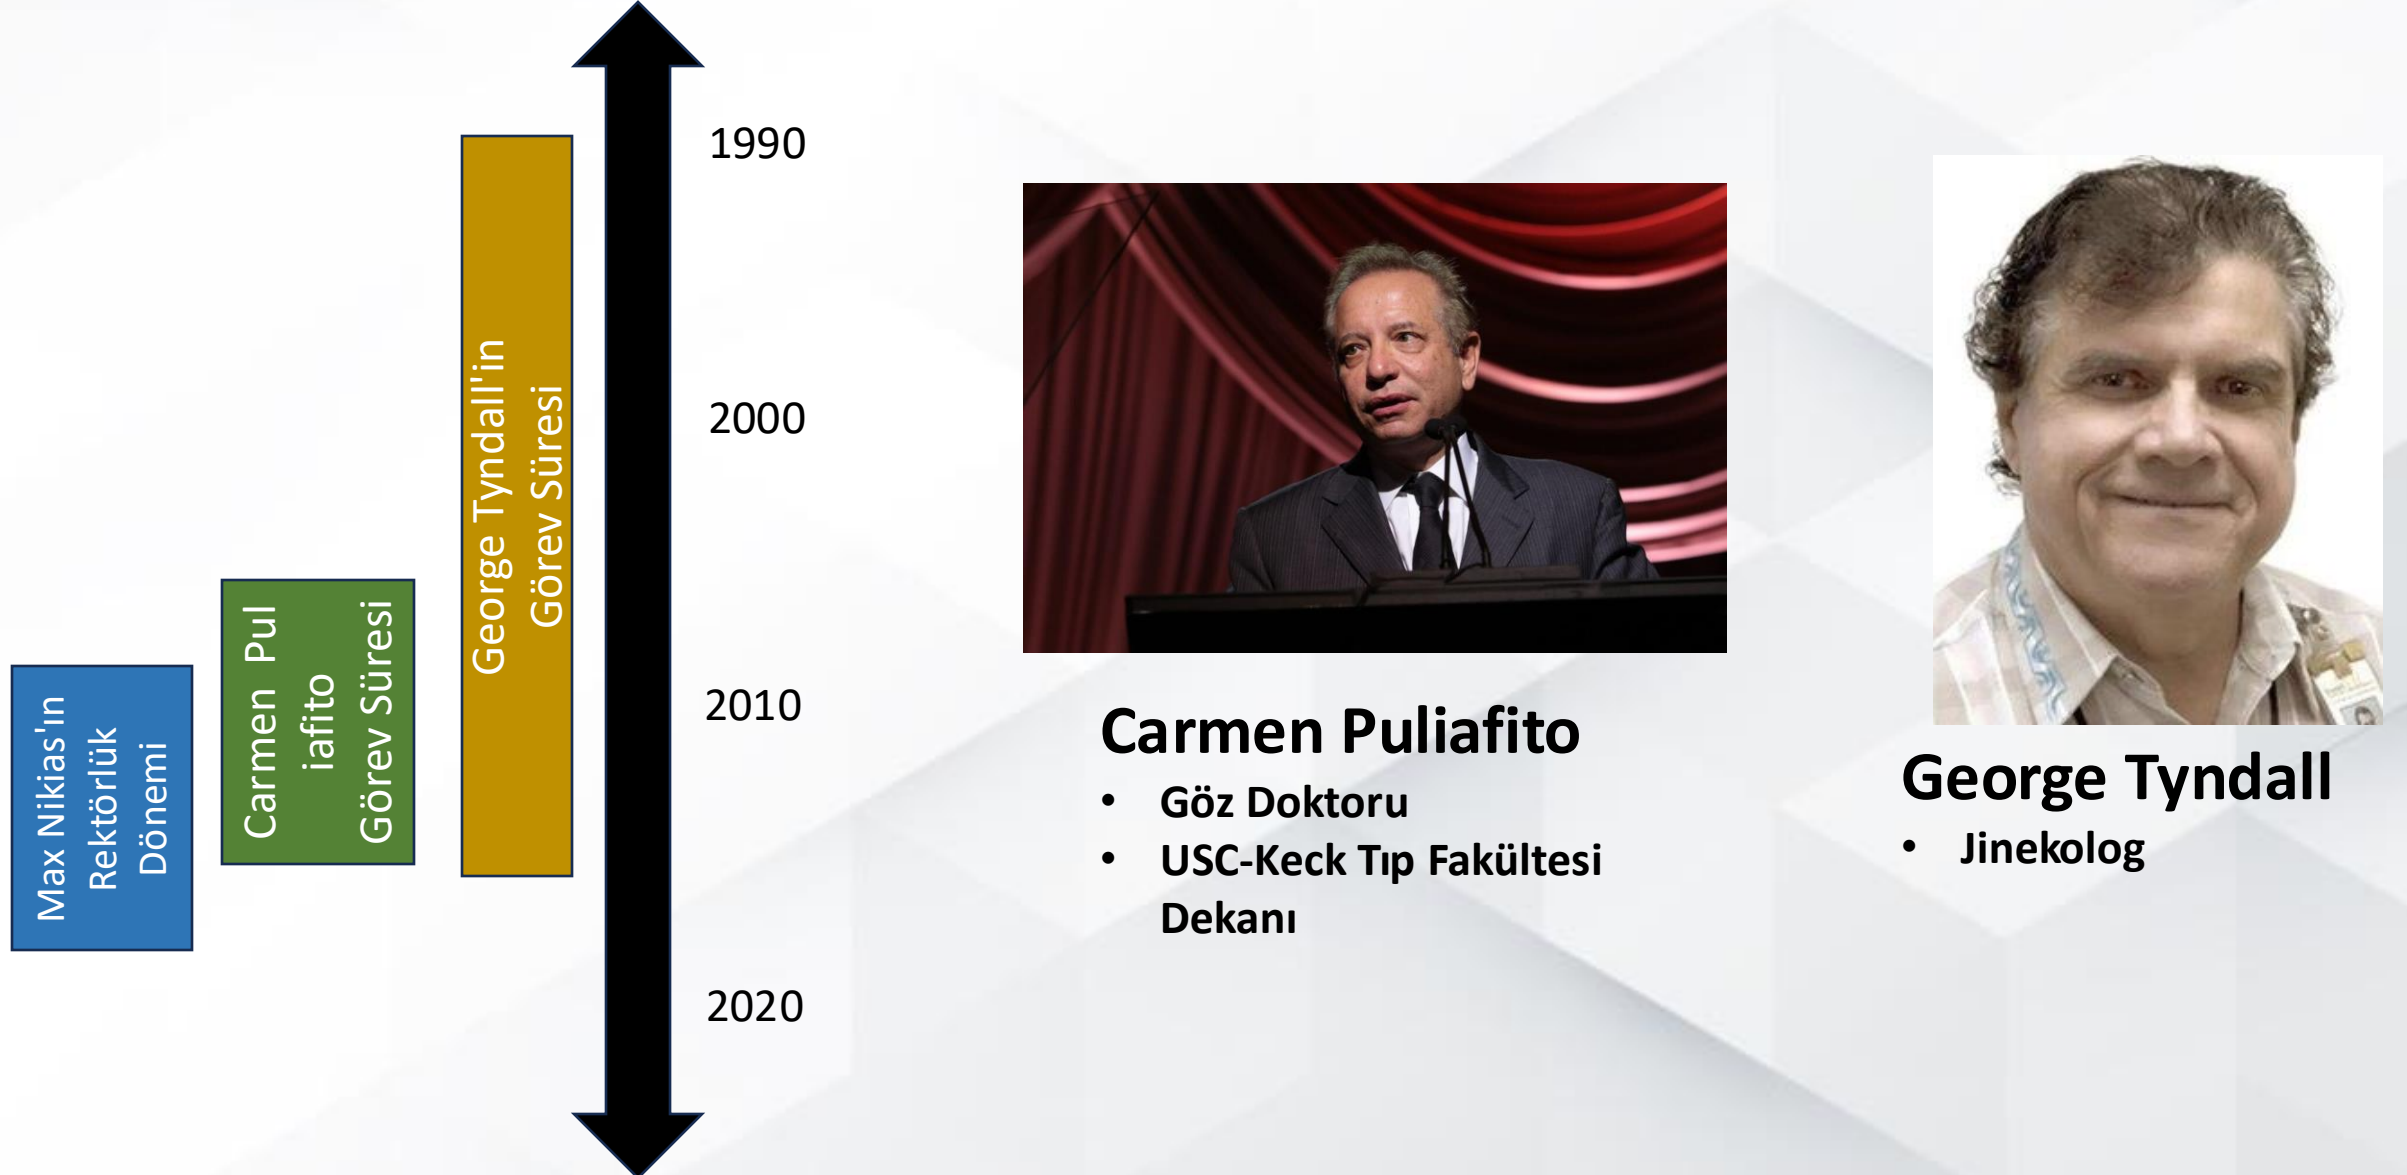 Max Nikias'ın
Rektörlük
Dönemi
Carmen Pul
iafito
Görev Süresi
George Tyndall'in
Görev Süresi
1990
2000
2010
2020
Carmen Puliafito
• Göz Doktoru
• USC-Keck Tıp Fakültesi
Dekanı
George Tyndall
• Jinekolog